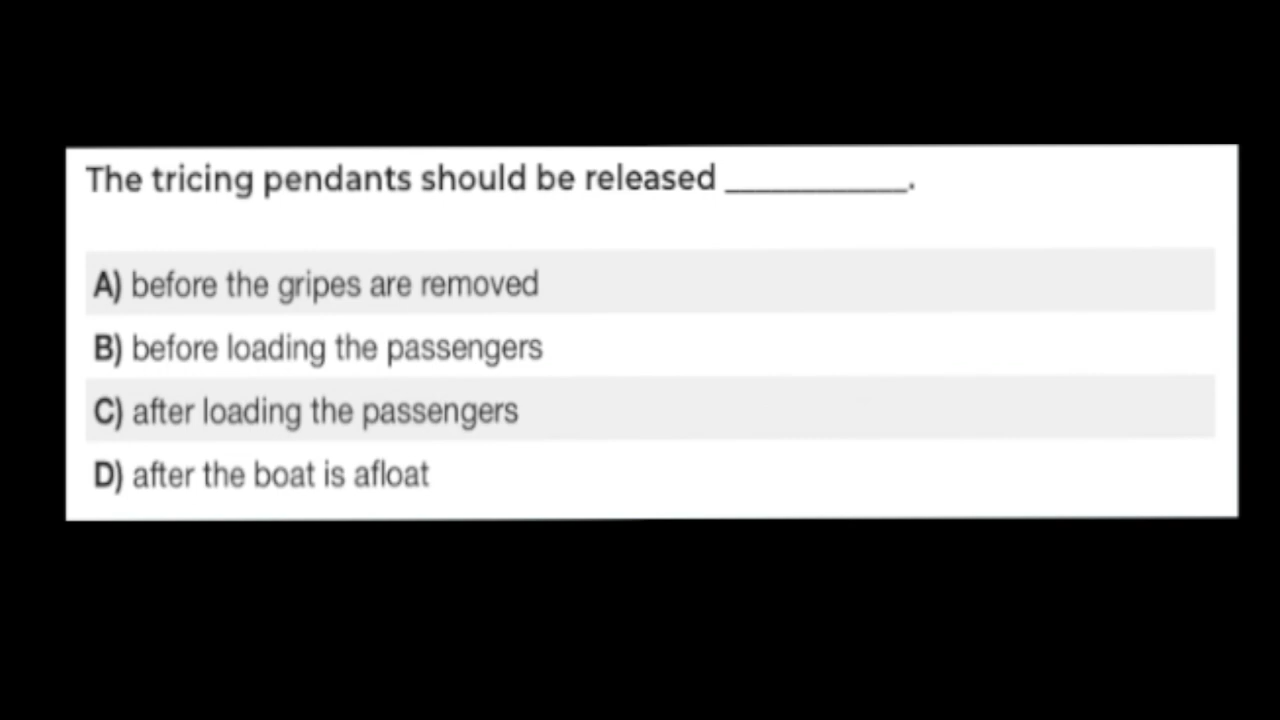 The tricing pendants should be released __________.
A) before the gripes are removed
B) before loading the passengers
C) after loading the passengers
D) after the boat is afloat